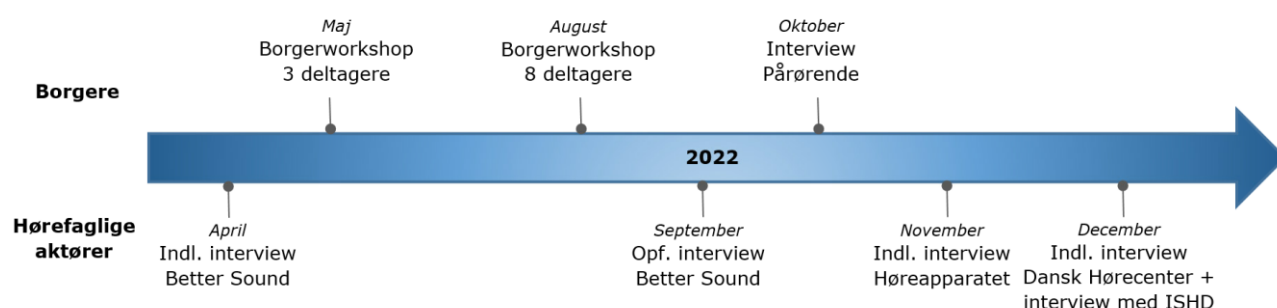 Maj
Borgerworkshop
3 deltagere
August
Borgerworkshop
8 deltagere
Oktober
Interview
Pårørende
Borgere
2022
Hørefaglige
aktører
April
Indl. interview
Better Sound
September
Opf. interview
Better Sound
November
Indl. interview
Høreapparatet
December
Indl. interview
Dansk Hørecenter +
interview med ISHD